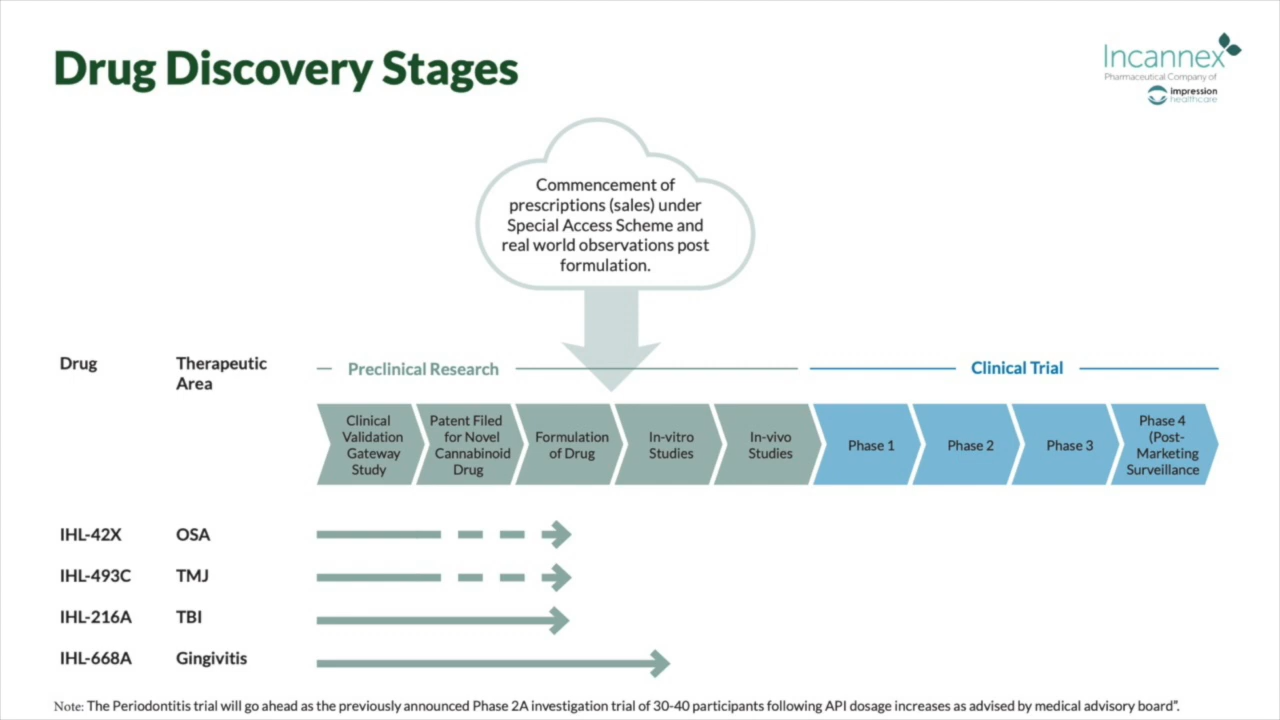 Drug Discovery Stages
Incannex
Pharmaceutical Company of
impression
healthcare
Commencement of
prescriptions (sales) under
Special Access Scheme and
real world observations post
formulation.
Drug
Therapeutic
Area
Preclinical Research
Clinical Trial
Clinical
Validation
Gateway
Study
Patent Filed
for Novel
Cannabinoid
Drug
Formulation
of Drug
In-vitro
Studies
In-vivo
Studies
Phase 1
Phase 2
Phase 3
Phase 4
(Post-
Marketing
Surveillance
IHL-42X OSA
IHL-493C TMJ
IHL-216A TBI
IHL-668A Gingivitis
Note: The Periodontitis trial will go ahead as the previously announced Phase 2A investigation trial of 30-40 participants following API dosage increases as advised by medical advisory board”.